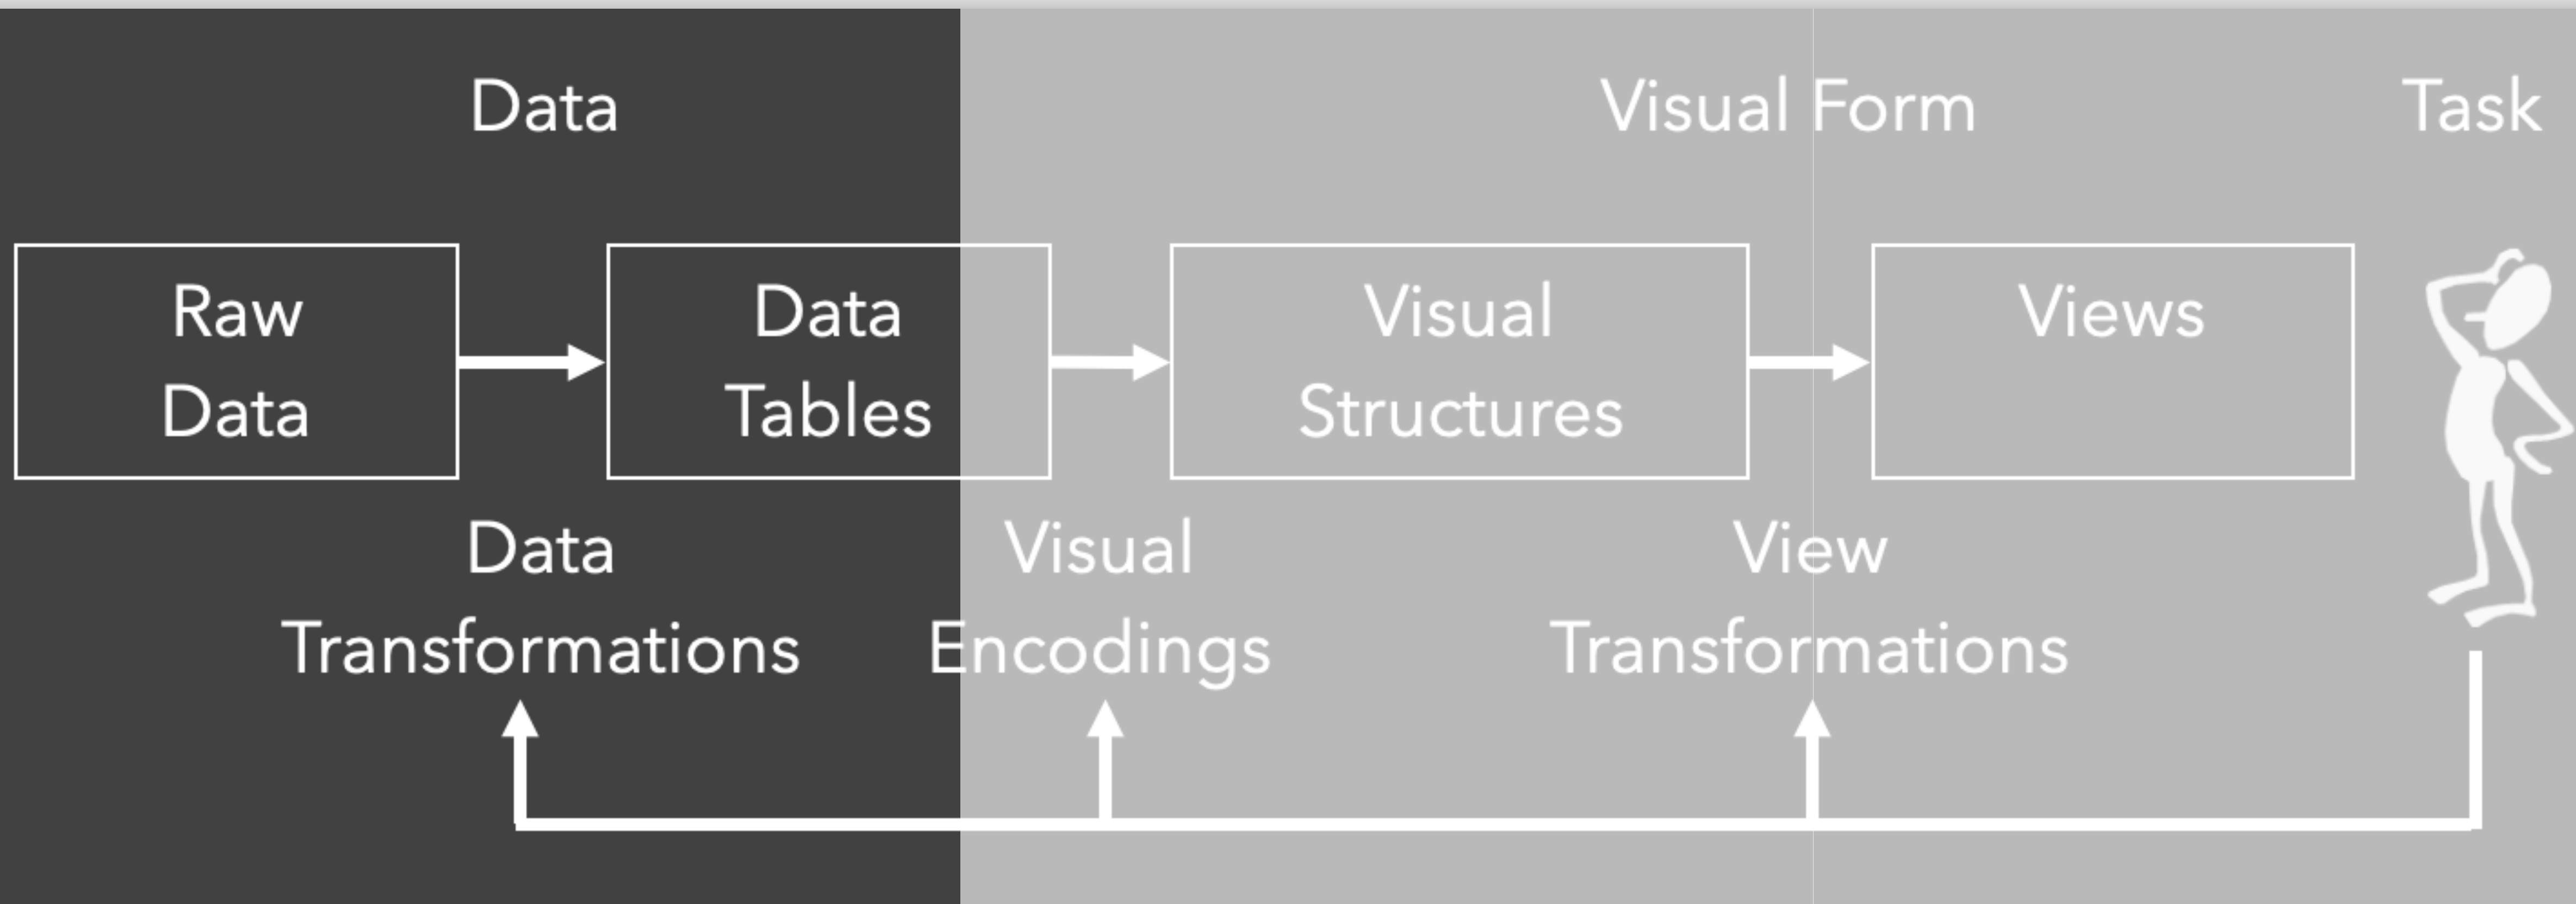 Data
Visual Form
Task
Raw
Data
Data
Tables
Visual
Structures
Views
Data
Transformations
Visual
Encodings
View
Transformations